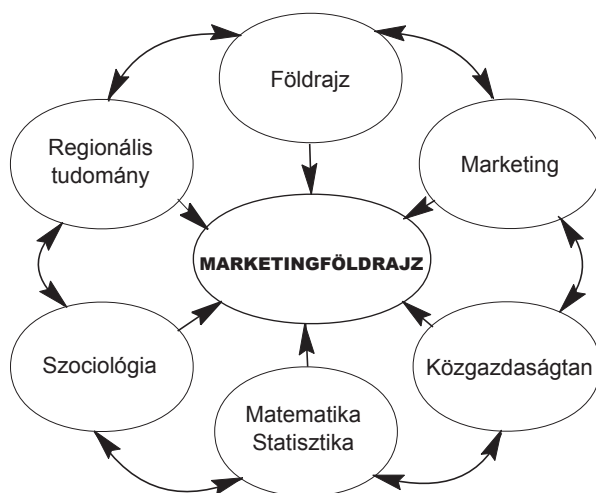 Földrajz
Regionális
tudomány
Marketing
MARKETINGFÖLDRAJZ
Szociológia
Közgazdaságtan
Matematika
Statisztika